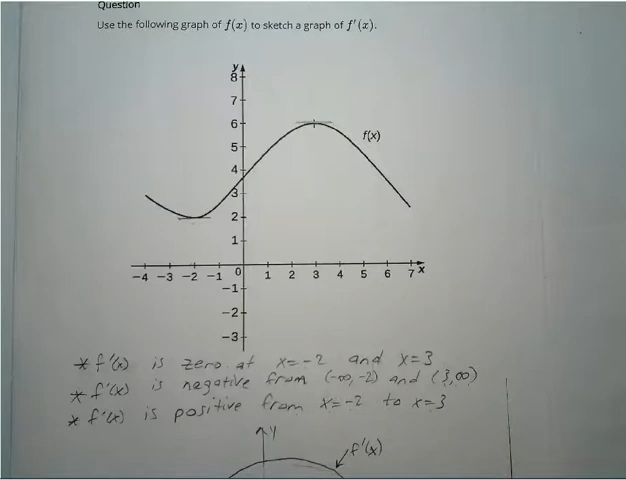 Question
Use the following graph of f(x) to sketch a graph of f'(x).
y
8
7
6
5
f(x)
4
3
2
1
-4 -3 -2 -1 0 1 2 3 4 5 6 7 x
-1
-2
-3
* f'(x) is zero at x=-2 and x=3
* f'(x) is negative from (-∞,-2) and (3,∞)
* f'(x) is positive from x=-2 to x=3
y
f'(x)